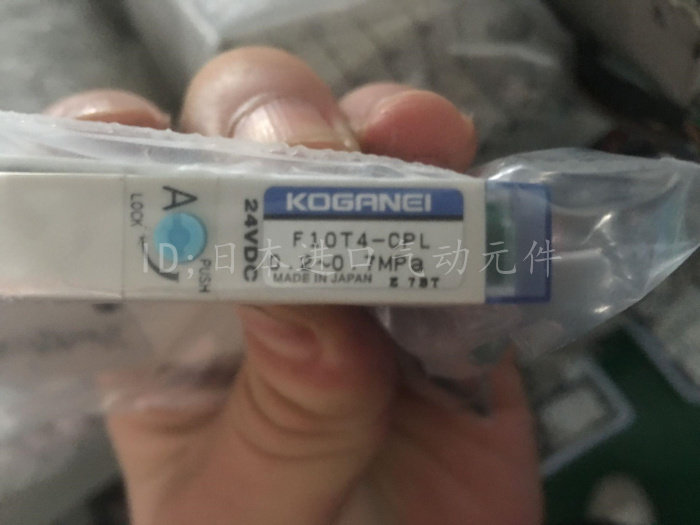 KOGANEI
F10T4-CPL
0.2~0.7MPa
MADE IN JAPAN E 7BT
24VDC
A
LOCK
PUSH
ID;日本进口气动元件